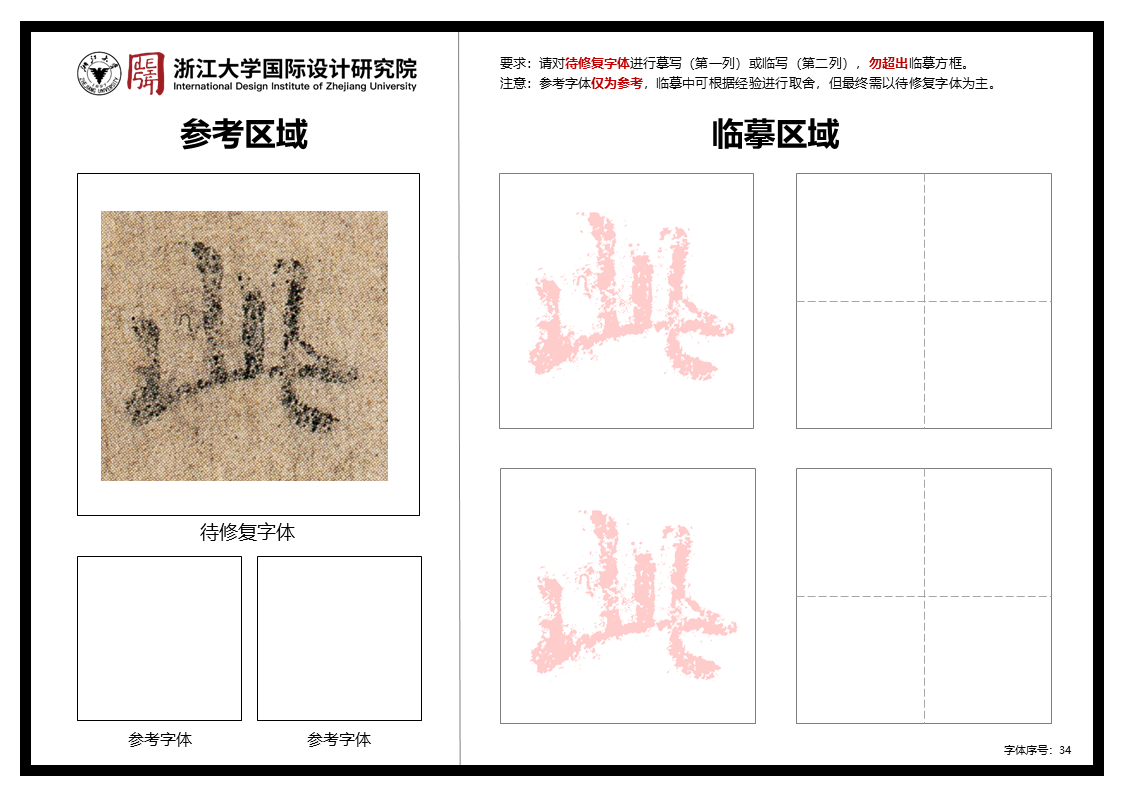 浙江大学国际设计研究院
International Design Institute of Zhejiang University
参考区域
待修复字体
参考字体
参考字体
要求：请对待修复字体进行摹写（第一列）或临写（第二列），勿超出临摹方框。
注意：参考字体仅为参考，临摹中可根据经验进行取舍，但最终需以待修复字体为主。
临摹区域
字体序号：34